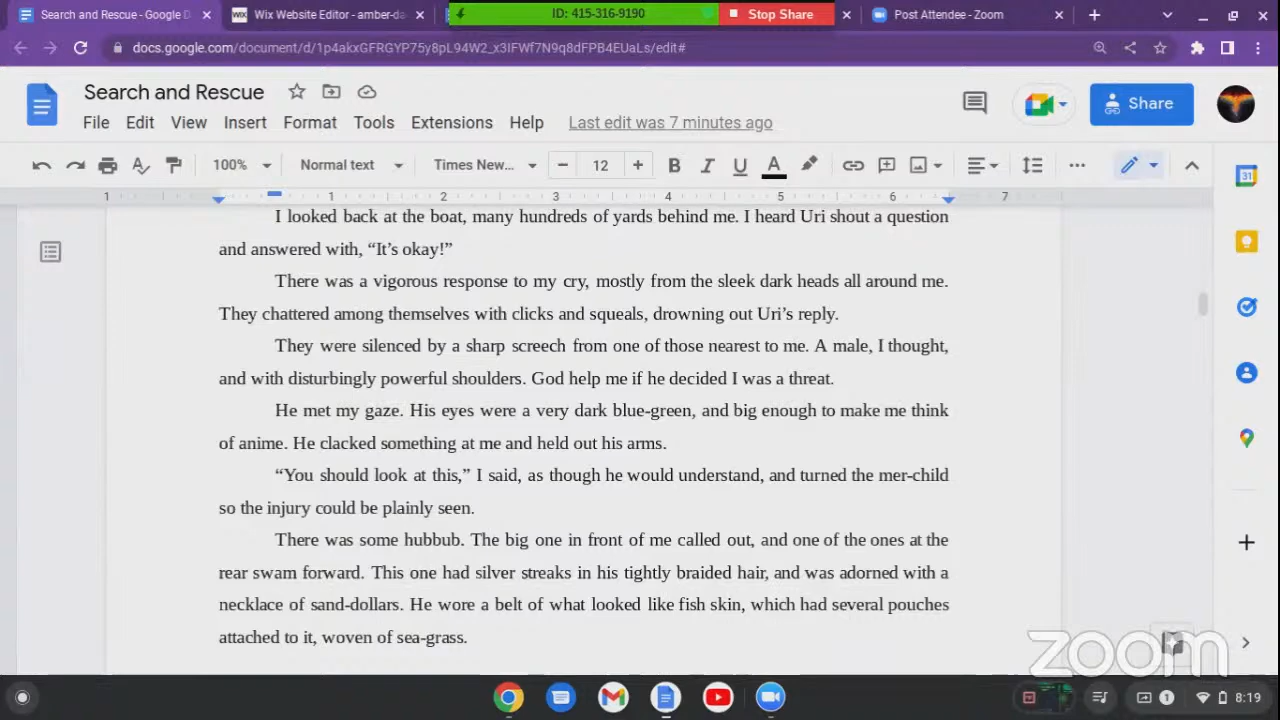 Search and Rescue - Google D
Wix Website Editor - amber-da
ID: 415-316-9190
Stop Share
Post Attendee - Zoom
docs.google.com/document/d/1p4akxGFRGYP75y8pL94W2_x3IFWf7N9q8dFPB4EUaLs/edit#
Search and Rescue
Share
File Edit View Insert Format Tools Extensions Help Last edit was 7 minutes ago
100% Normal text Times New... 12 B I U A
1 1 2 3 4 5 6 7
I looked back at the boat, many hundreds of yards behind me. I heard Uri shout a question
and answered with, “It’s okay!”
There was a vigorous response to my cry, mostly from the sleek dark heads all around me.
They chattered among themselves with clicks and squeals, drowning out Uri’s reply.
They were silenced by a sharp screech from one of those nearest to me. A male, I thought,
and with disturbingly powerful shoulders. God help me if he decided I was a threat.
He met my gaze. His eyes were a very dark blue-green, and big enough to make me think
of anime. He clacked something at me and held out his arms.
“You should look at this,” I said, as though he would understand, and turned the mer-child
so the injury could be plainly seen.
There was some hubbub. The big one in front of me called out, and one of the ones at the
rear swam forward. This one had silver streaks in his tightly braided hair, and was adorned with a
necklace of sand-dollars. He wore a belt of what looked like fish skin, which had several pouches
attached to it, woven of sea-grass.
zoom
1 8:19